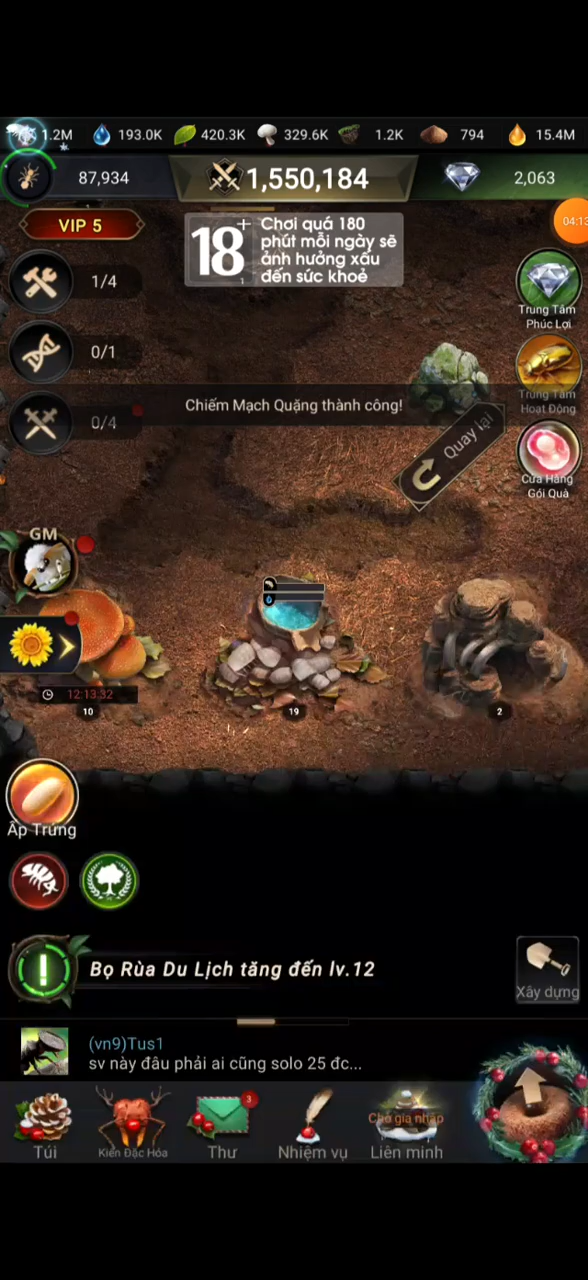 1.2M 193.0K 420.3K 329.6K 1.2K 794 15.4M
87,934 1,550,184 2,063
VIP 5
18+
Chơi quá 180
phút mỗi ngày sẽ
ảnh hưởng xấu
đến sức khoẻ
04:13
1/4
Trung Tâm
Phúc Lợi
0/1
Trung Tâm
Hoạt Động
Chiếm Mạch Quặng thành công!
0/4
Quay lại
Cửa Hàng
Gói Quà
GM
12:13:32
10 19 2
Ấp Trứng
Bọ Rùa Du Lịch tăng đến lv.12
Xây dựng
(vn9)Tus1
sv này đâu phải ai cũng solo 25 đc...
3
Chờ gia nhập
Túi Kiến Đặc Hóa Thư Nhiệm vụ Liên minh